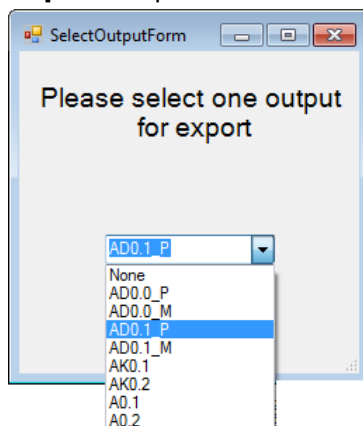 SelectOutputForm
Please select one output
for export
AD0.1_P
None
AD0.0_P
AD0.0_M
AD0.1_P
AD0.1_M
AK0.1
AK0.2
A0.1
A0.2